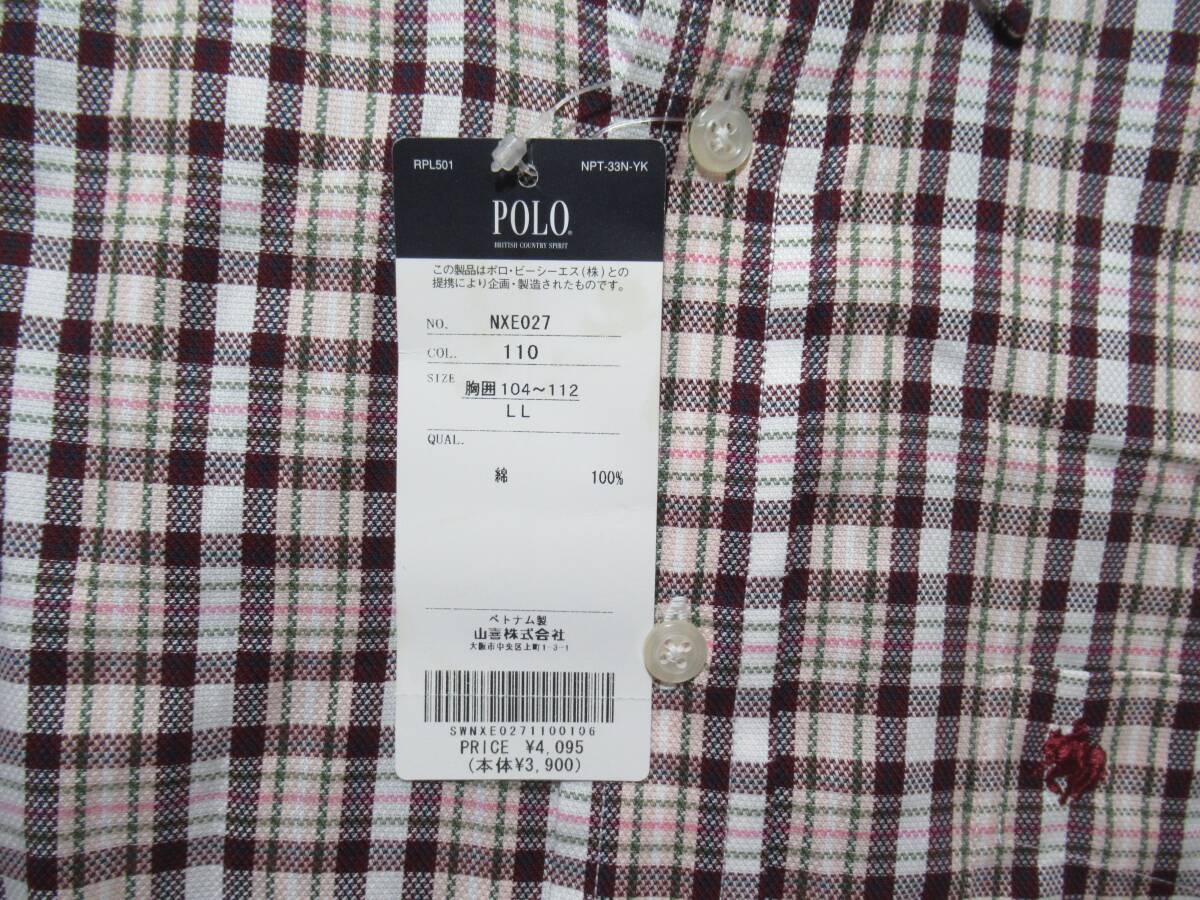 RPL501 NPT-33N-YK
POLO®
BRITISH COUNTRY SPIRIT
この製品はポロ・ビーシーエス(株)との
提携により企画・製造されたものです。
NO. NXE027
COL. 110
SIZE 胸囲104～112
LL
QUAL.
綿 100%
ベトナム製
山喜株式会社
大阪市中央区上町1-3-1
SWNXE0271100106
PRICE ¥4,095
(本体¥3,900)